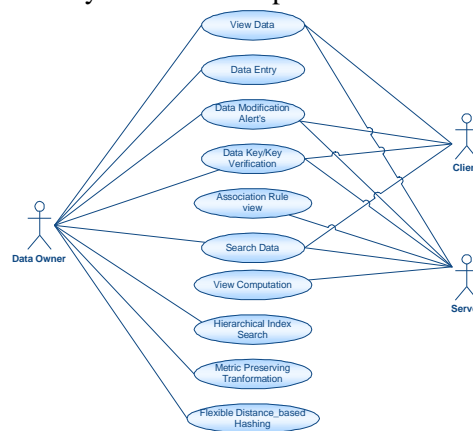 View Data
Data Entry
Data Modification
Alert's
Data Key/Key
Verification
Association Rule
view
Search Data
View Computation
Hierarchical Index
Search
Metric Preserving
Tranformation
Flexible Distance_based
Hashing
Data Owner
Clien
Serve